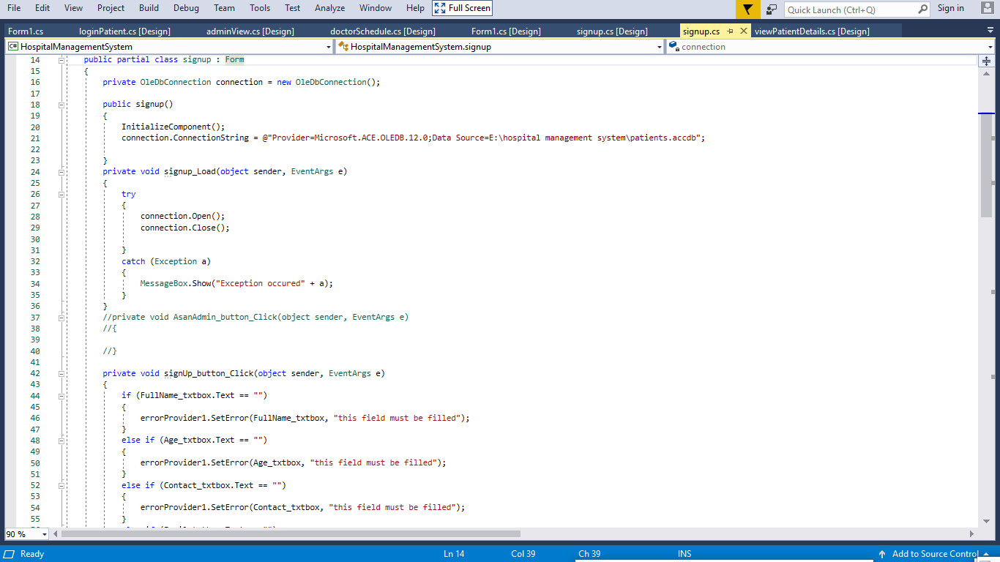 File Edit View Project Build Debug Team Tools Test Analyze Window Help Full Screen Quick Launch (Ctrl+Q) Sign in
Form1.cs loginPatient.cs [Design] adminView.cs [Design] doctorSchedule.cs [Design] Form1.cs [Design] signup.cs [Design] signup.cs viewPatientDetails.cs [Design]
C# HospitalManagementSystem HospitalManagementSystem.signup connection
14 public partial class signup : Form
15 {
16 private OleDbConnection connection = new OleDbConnection();
17
18 public signup()
19 {
20 InitializeComponent();
21 connection.ConnectionString = @"Provider=Microsoft.ACE.OLEDB.12.0;Data Source=E:\hospital management system\patients.accdb";
22
23 }
24 private void signup_Load(object sender, EventArgs e)
25 {
26 try
27 {
28 connection.Open();
29 connection.Close();
30
31 }
32 catch (Exception a)
33 {
34 MessageBox.Show("Exception occured" + a);
35 }
36 }
37 //private void AsanAdmin_button_Click(object sender, EventArgs e)
38 //{
39
40 //}
41
42 private void signUp_button_Click(object sender, EventArgs e)
43 {
44 if (FullName_txtbox.Text == "")
45 {
46 errorProvider1.SetError(FullName_txtbox, "this field must be filled");
47 }
48 else if (Age_txtbox.Text == "")
49 {
50 errorProvider1.SetError(Age_txtbox, "this field must be filled");
51 }
52 else if (Contact_txtbox.Text == "")
53 {
54 errorProvider1.SetError(Contact_txtbox, "this field must be filled");
55 }
90 %
Ready Ln 14 Col 39 Ch 39 INS Add to Source Control